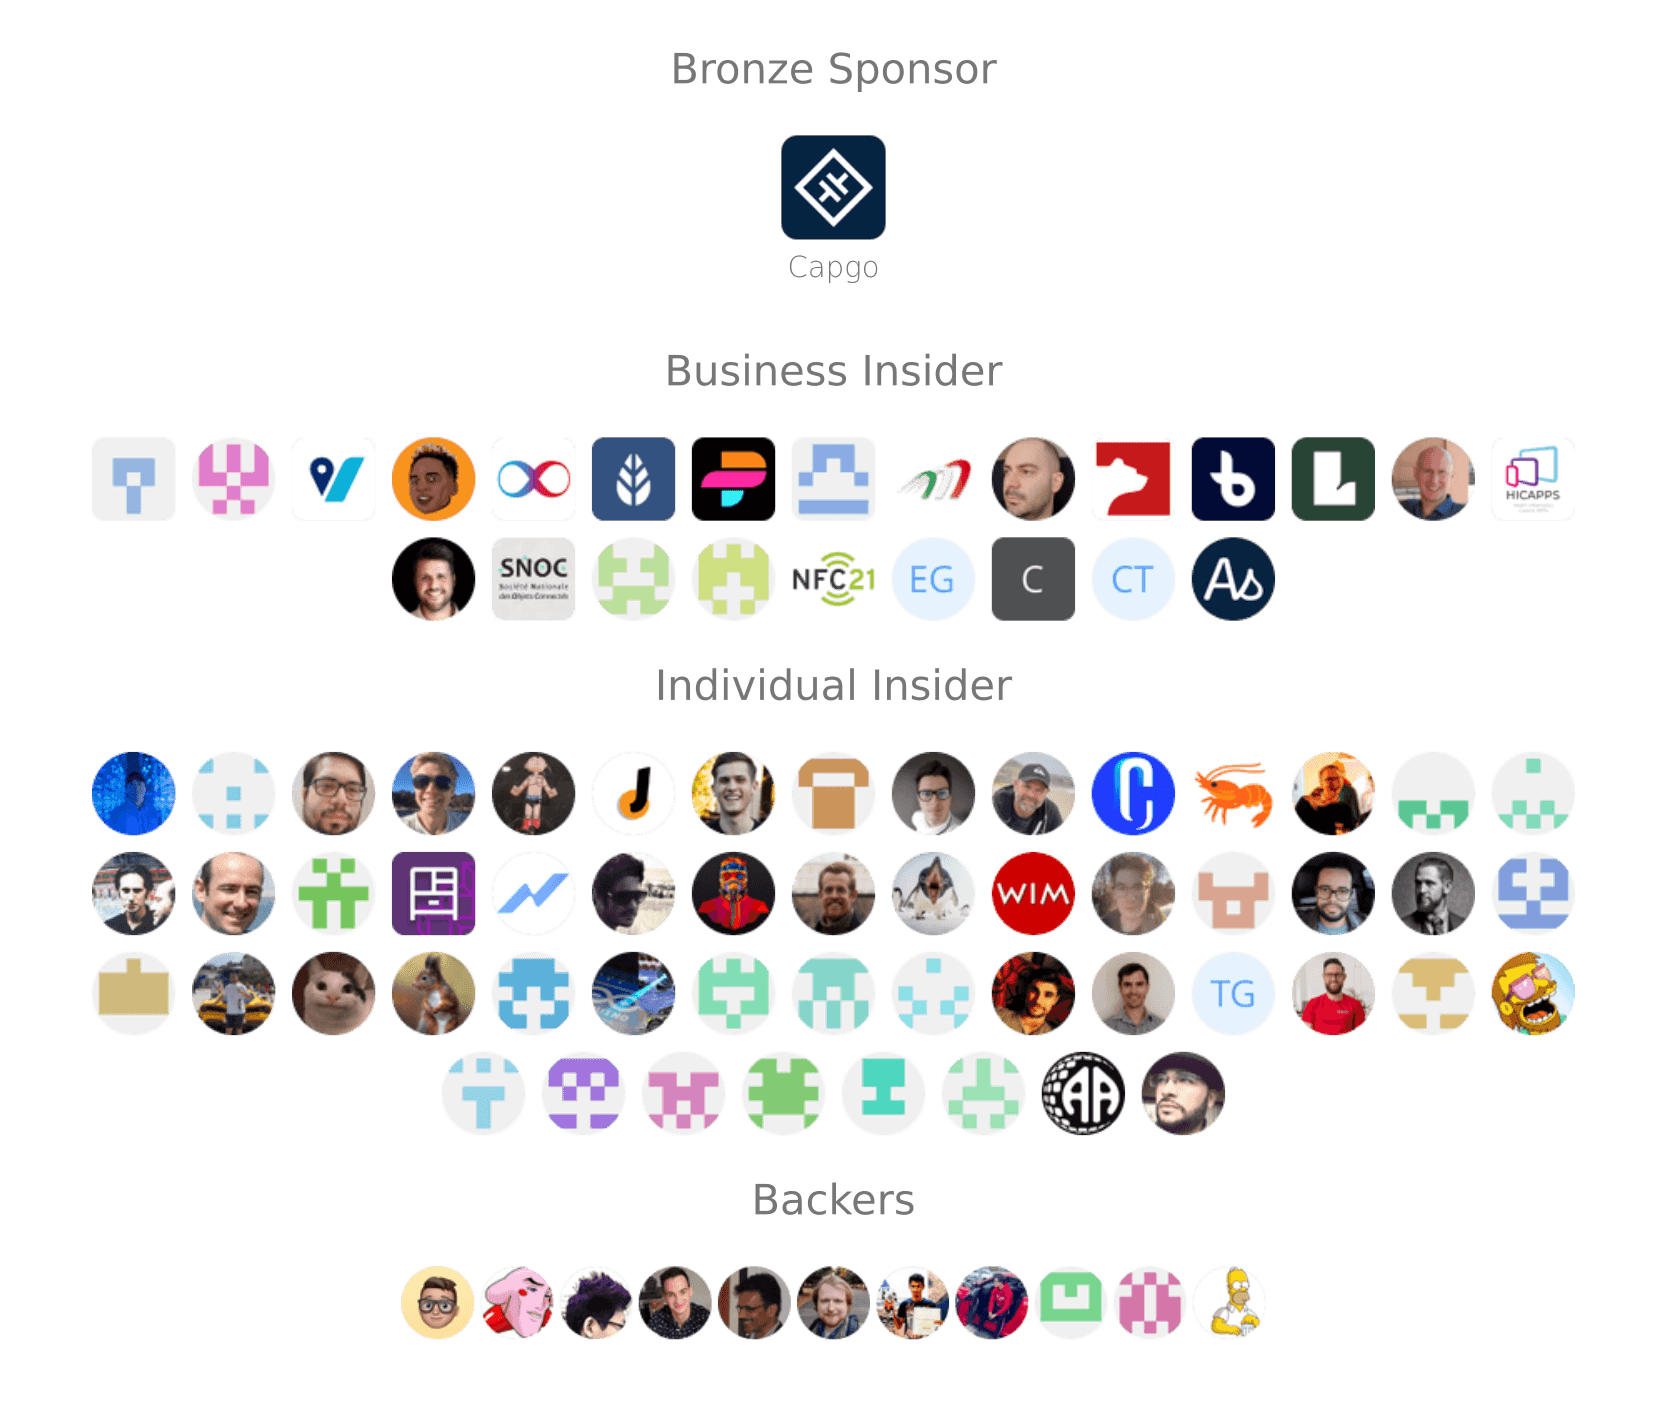 Bronze Sponsor
Capgo
Business Insider
HICAPPS
SNOC
Société Nationale
des Objets Connectés
NFC21
EG
C
CT
As
Individual Insider
WIM
TG
AA
Backers